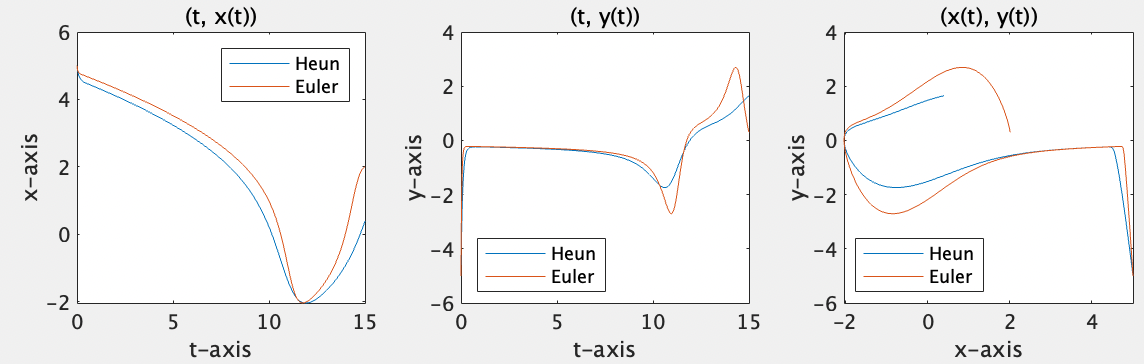 (t, x(t))
6
4
2
0
-2
0
5
10
15
x-axis
t-axis
Heun
Euler
(t, y(t))
4
2
0
-2
-4
-6
0
5
10
15
y-axis
t-axis
Heun
Euler
(x(t), y(t))
4
2
0
-2
-4
-6
-2
0
2
4
y-axis
x-axis
Heun
Euler